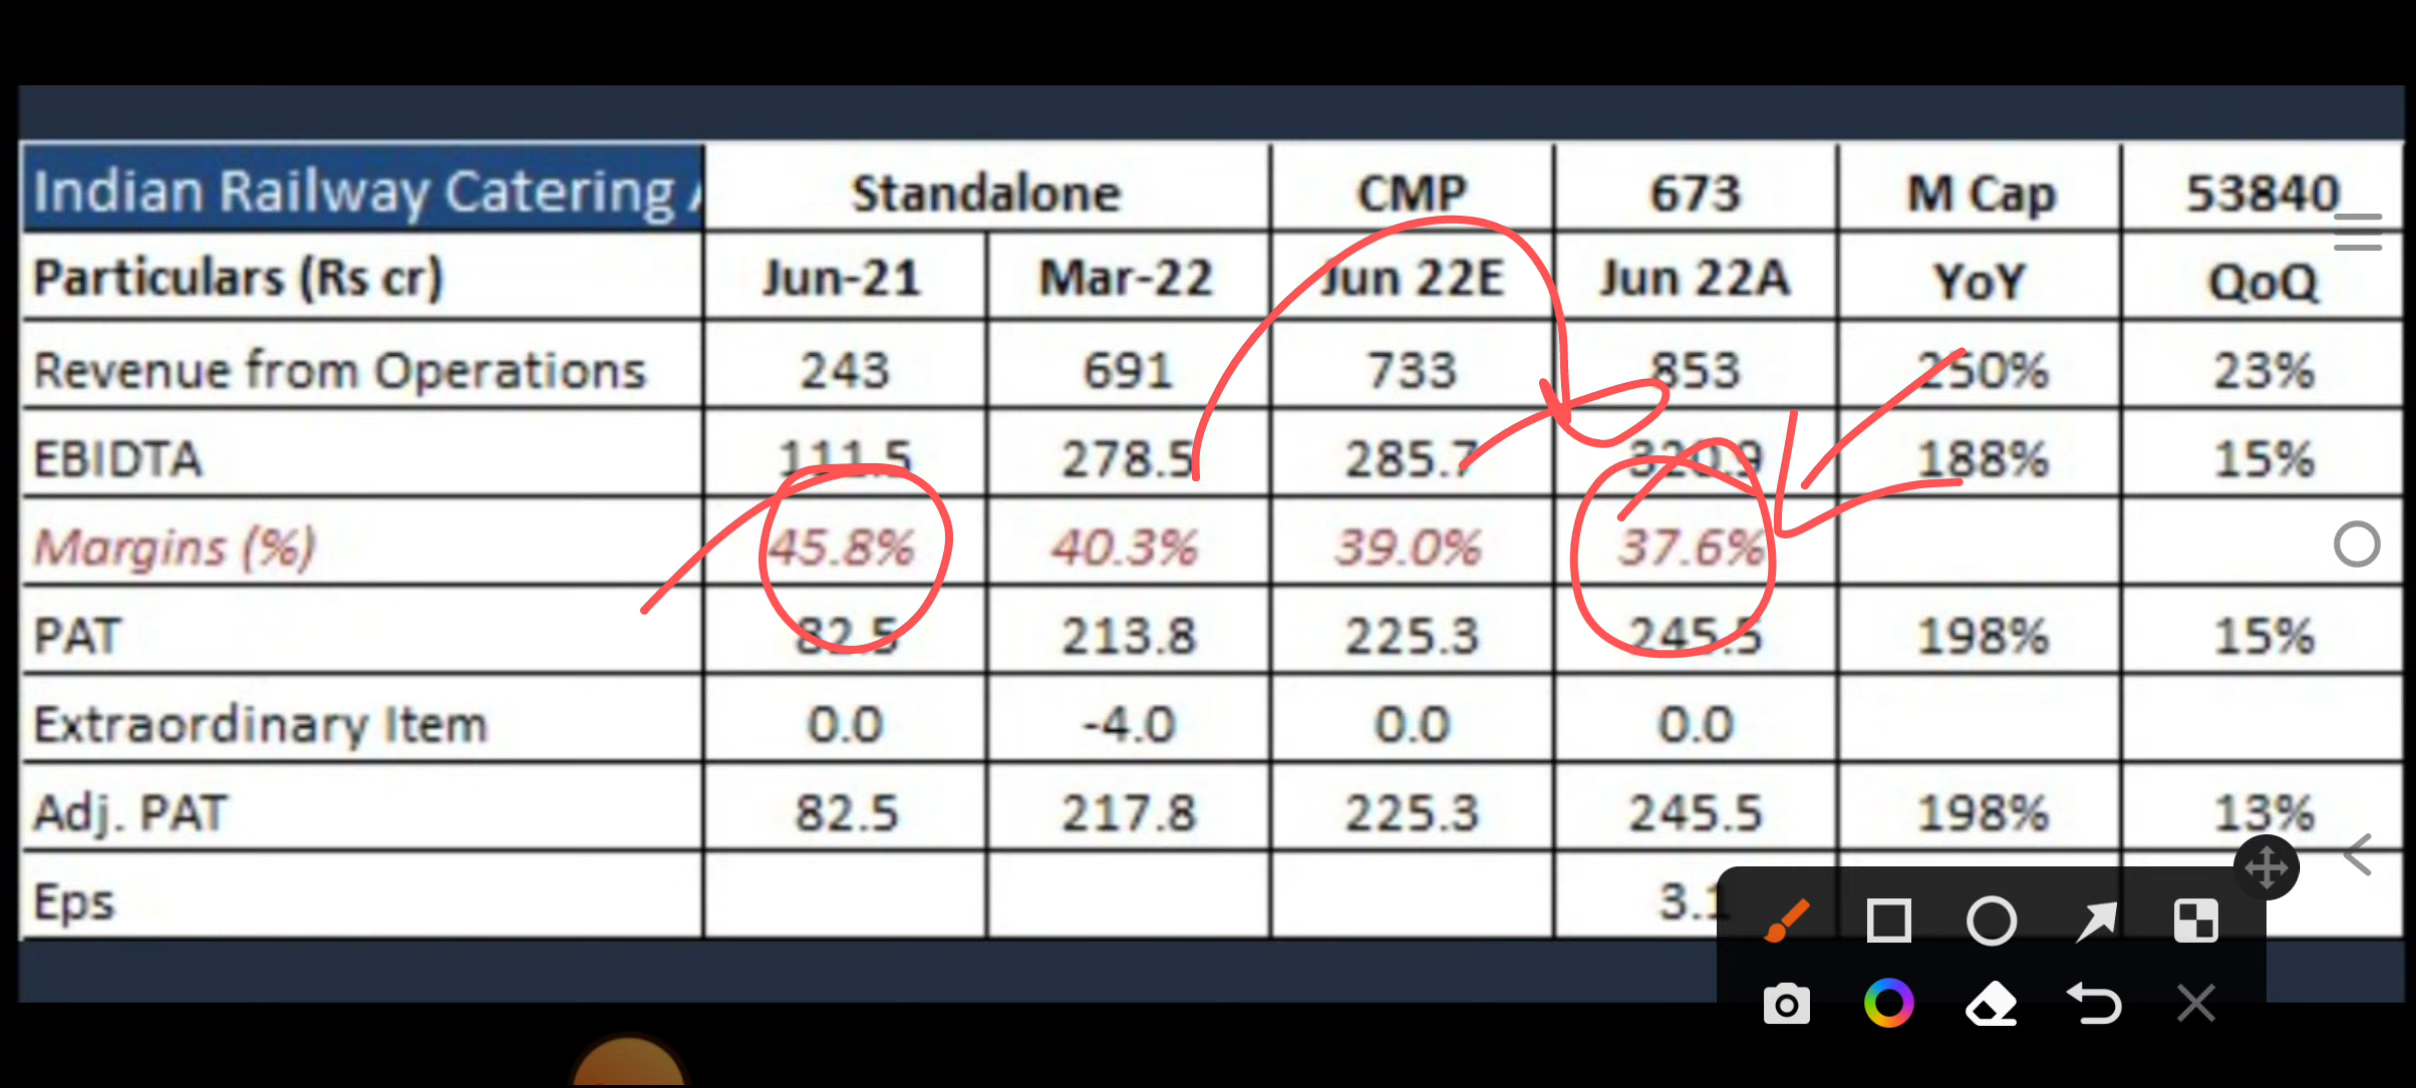 Indian Railway Catering Standalone CMP 673 M Cap 53840
Particulars (Rs cr) Jun-21 Mar-22 Jun 22E Jun 22A YoY QoQ
Revenue from Operations 243 691 733 853 250% 23%
EBIDTA 111.5 278.5 285.7 320.9 188% 15%
Margins (%) 45.8% 40.3% 39.0% 37.6%
PAT 82.5 213.8 225.3 245.5 198% 15%
Extraordinary Item 0.0 -4.0 0.0 0.0
Adj. PAT 82.5 217.8 225.3 245.5 198% 13%
Eps 3.1